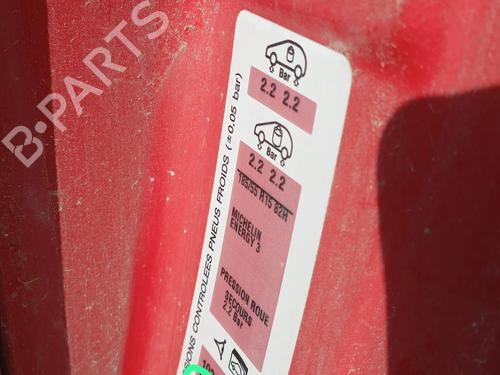 B-PARTS
Bar
2.2 2.2
Bar
2.2 2.2
185/55 R15 82H
MICHELIN
ENERGY 3
PRESSION ROUE
SECOURS
2.2 Bar
SIONS CONTROLEES PNEUS FROIDS (±0,05 bar)